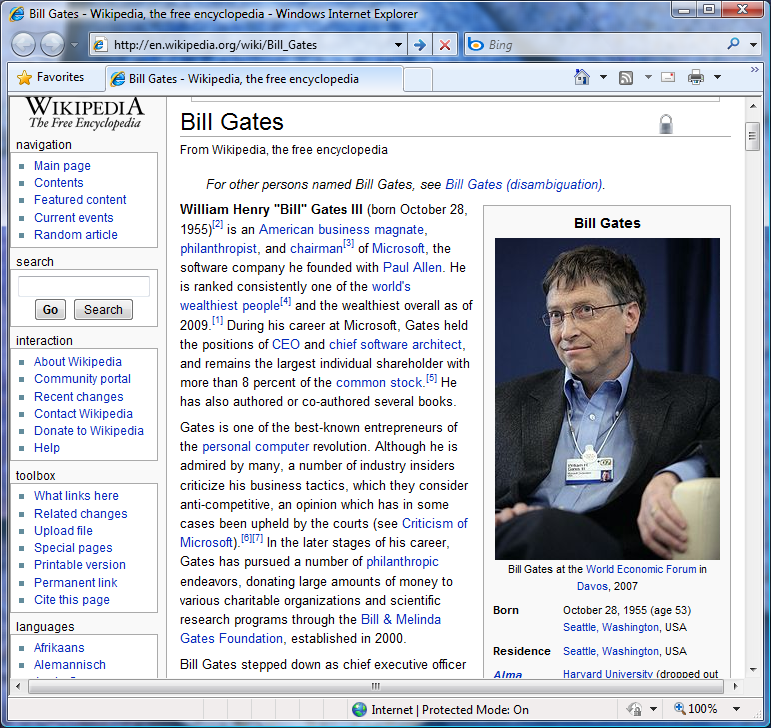 Bill Gates - Wikipedia, the free encyclopedia - Windows Internet Explorer
http://en.wikipedia.org/wiki/Bill_Gates
Bing
Favorites
Bill Gates - Wikipedia, the free encyclopedia
WIKIPEDIA
The Free Encyclopedia
navigation
Main page
Contents
Featured content
Current events
Random article
search
Go Search
interaction
About Wikipedia
Community portal
Recent changes
Contact Wikipedia
Donate to Wikipedia
Help
toolbox
What links here
Related changes
Upload file
Special pages
Printable version
Permanent link
Cite this page
languages
Afrikaans
Alemannisch
Bill Gates
From Wikipedia, the free encyclopedia
For other persons named Bill Gates, see Bill Gates (disambiguation).
William Henry "Bill" Gates III (born October 28,
1955)[2] is an American business magnate,
philanthropist, and chairman[3] of Microsoft, the
software company he founded with Paul Allen. He
is ranked consistently one of the world's
wealthiest people[4] and the wealthiest overall as of
2009.[1] During his career at Microsoft, Gates held
the positions of CEO and chief software architect,
and remains the largest individual shareholder with
more than 8 percent of the common stock.[5] He
has also authored or co-authored several books.
Gates is one of the best-known entrepreneurs of
the personal computer revolution. Although he is
admired by many, a number of industry insiders
criticize his business tactics, which they consider
anti-competitive, an opinion which has in some
cases been upheld by the courts (see Criticism of
Microsoft).[6][7] In the later stages of his career,
Gates has pursued a number of philanthropic
endeavors, donating large amounts of money to
various charitable organizations and scientific
research programs through the Bill & Melinda
Gates Foundation, established in 2000.
Bill Gates stepped down as chief executive officer
Bill Gates
Bill Gates at the World Economic Forum in
Davos, 2007
Born October 28, 1955 (age 53)
Seattle, Washington, USA
Residence Seattle, Washington, USA
Alma Harvard University (dropped out
Internet | Protected Mode: On
100%